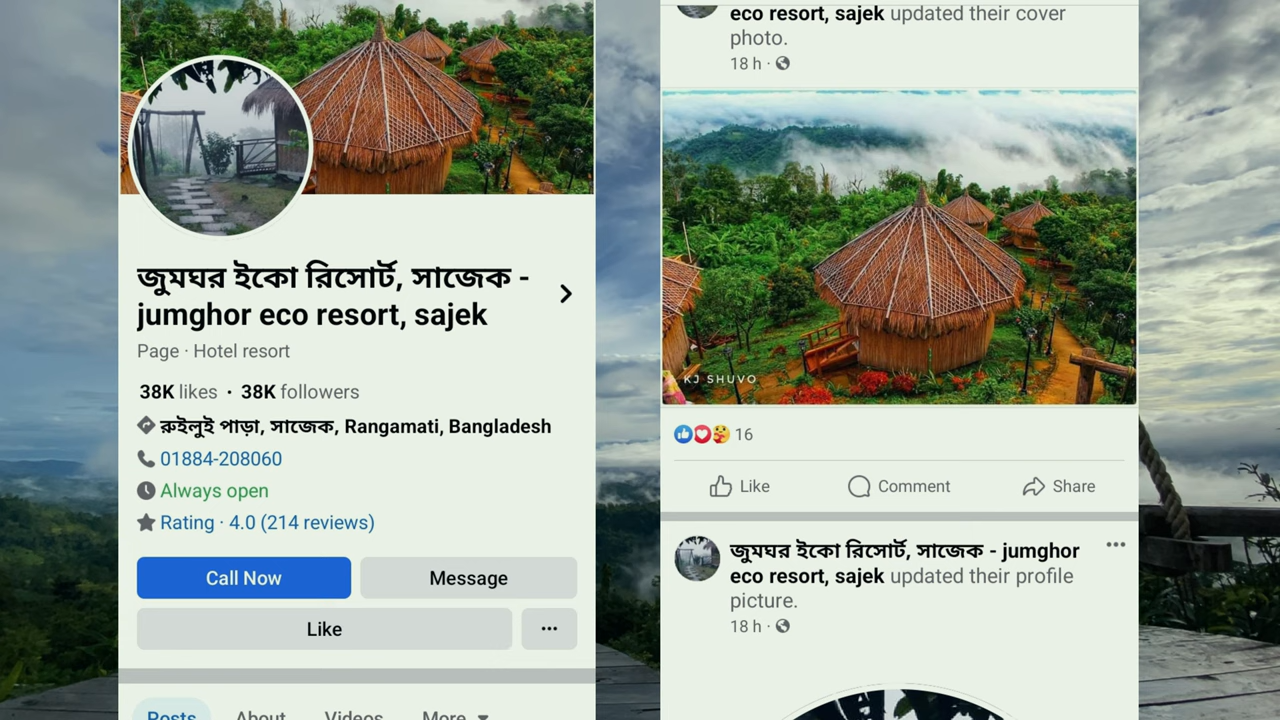 জুমঘর ইকো রিসোর্ট, সাজেক -
jumghor eco resort, sajek
Page · Hotel resort
38K likes · 38K followers
রুইলুই পাড়া, সাজেক, Rangamati, Bangladesh
01884-208060
Always open
Rating · 4.0 (214 reviews)
Call Now
Message
Like
Posts
About
Videos
More
eco resort, sajek updated their cover
photo.
18 h ·
KJ SHUVO
16
Like
Comment
Share
জুমঘর ইকো রিসোর্ট, সাজেক - jumghor
eco resort, sajek updated their profile
picture.
18 h ·